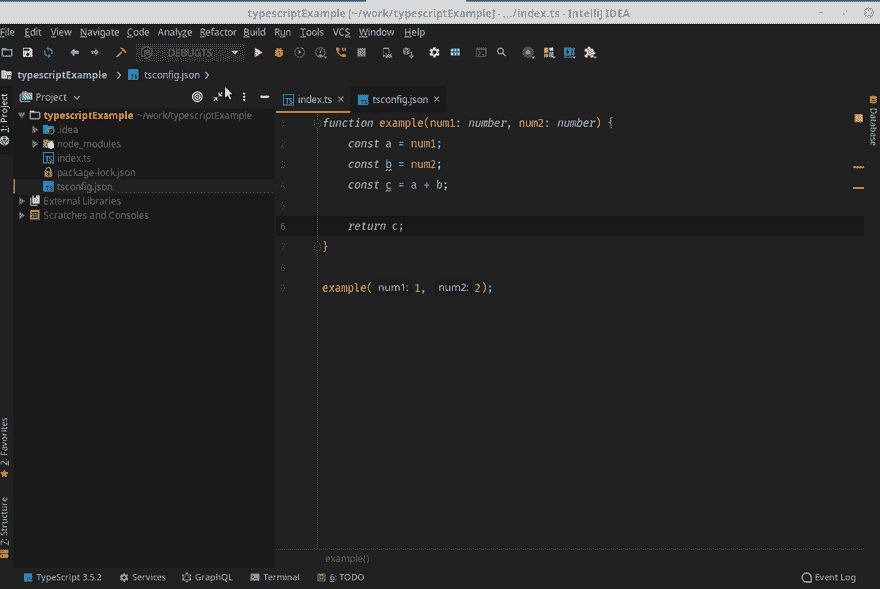 typescriptExample [~/work/typescriptExample] - .../index.ts - IntelliJ IDEA
File Edit View Navigate Code Analyze Refactor Build Run Tools VCS Window Help
DEBUGTS
typescriptExample tsconfig.json
1: Project
Project
typescriptExample ~/work/typescriptExample
.idea
node_modules
index.ts
package-lock.json
tsconfig.json
External Libraries
Scratches and Consoles
2: Favorites
7: Structure
index.ts tsconfig.json
1 function example(num1: number, num2: number) {
2 const a = num1;
3 const b = num2;
4 const c = a + b;
5
6 return c;
7 }
8
9 example( num1: 1, num2: 2);
example()
Database
TypeScript 3.5.2 Services GraphQL Terminal 6: TODO Event Log